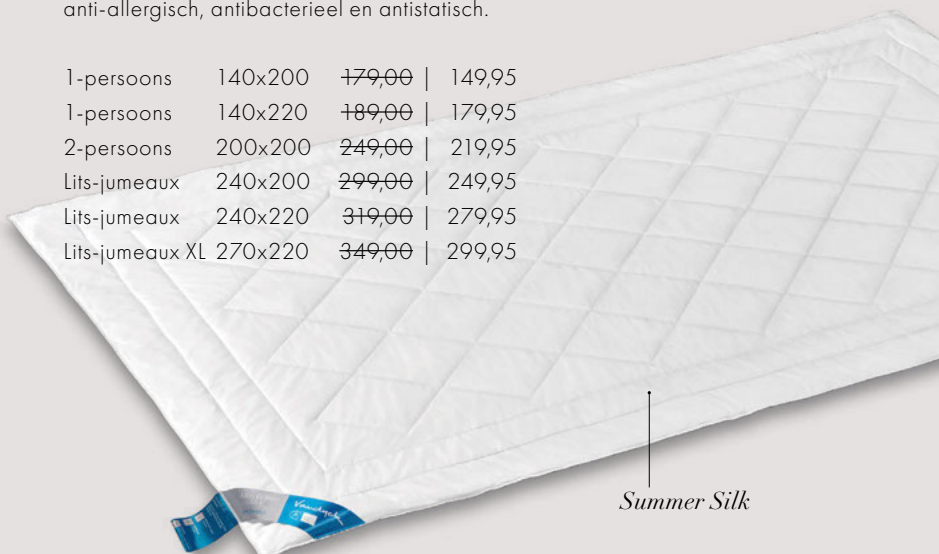 anti-allergisch, antibacterieel en antistatisch.
1-persoons 140x200 179,00 | 149,95
1-persoons 140x220 189,00 | 179,95
2-persoons 200x200 249,00 | 219,95
Lits-jumeaux 240x200 299,00 | 249,95
Lits-jumeaux 240x220 319,00 | 279,95
Lits-jumeaux XL 270x220 349,00 | 299,95
Summer Silk
Vandyck